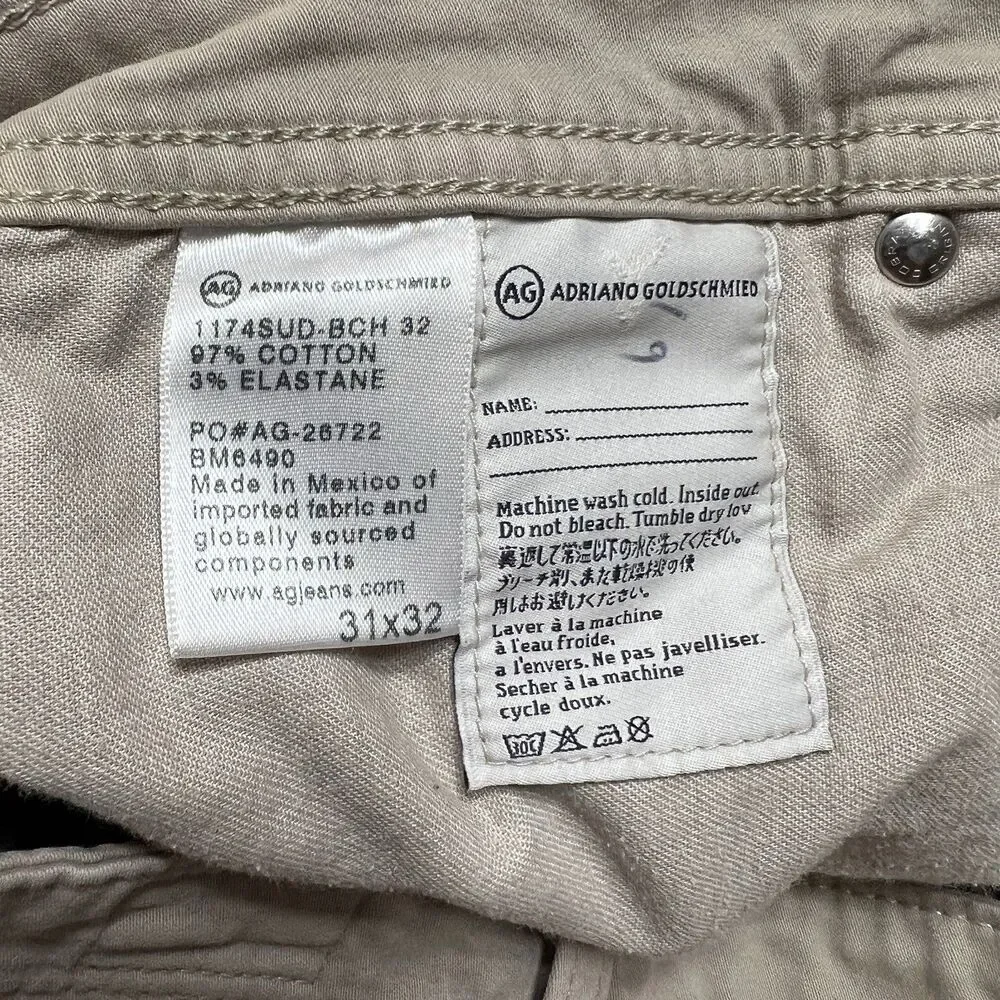 AG ADRIANO GOLDSCHMIED
1174SUD-BCH 32
97% COTTON
3% ELASTANE
PO#AG-26722
BM6490
Made in Mexico of
imported fabric and
globally sourced
components
www.agjeans.com
31x32
AG ADRIANO GOLDSCHMIED
NAME:
ADDRESS:
Machine wash cold. Inside out.
Do not bleach. Tumble dry low
裏返して常温以下の水で洗ってください。
ブリーチ剤、また乾燥機の使
用はお避けください。
Laver à la machine
à l'eau froide,
a l'envers. Ne pas javelliser.
Secher à la machine
cycle doux.
30C